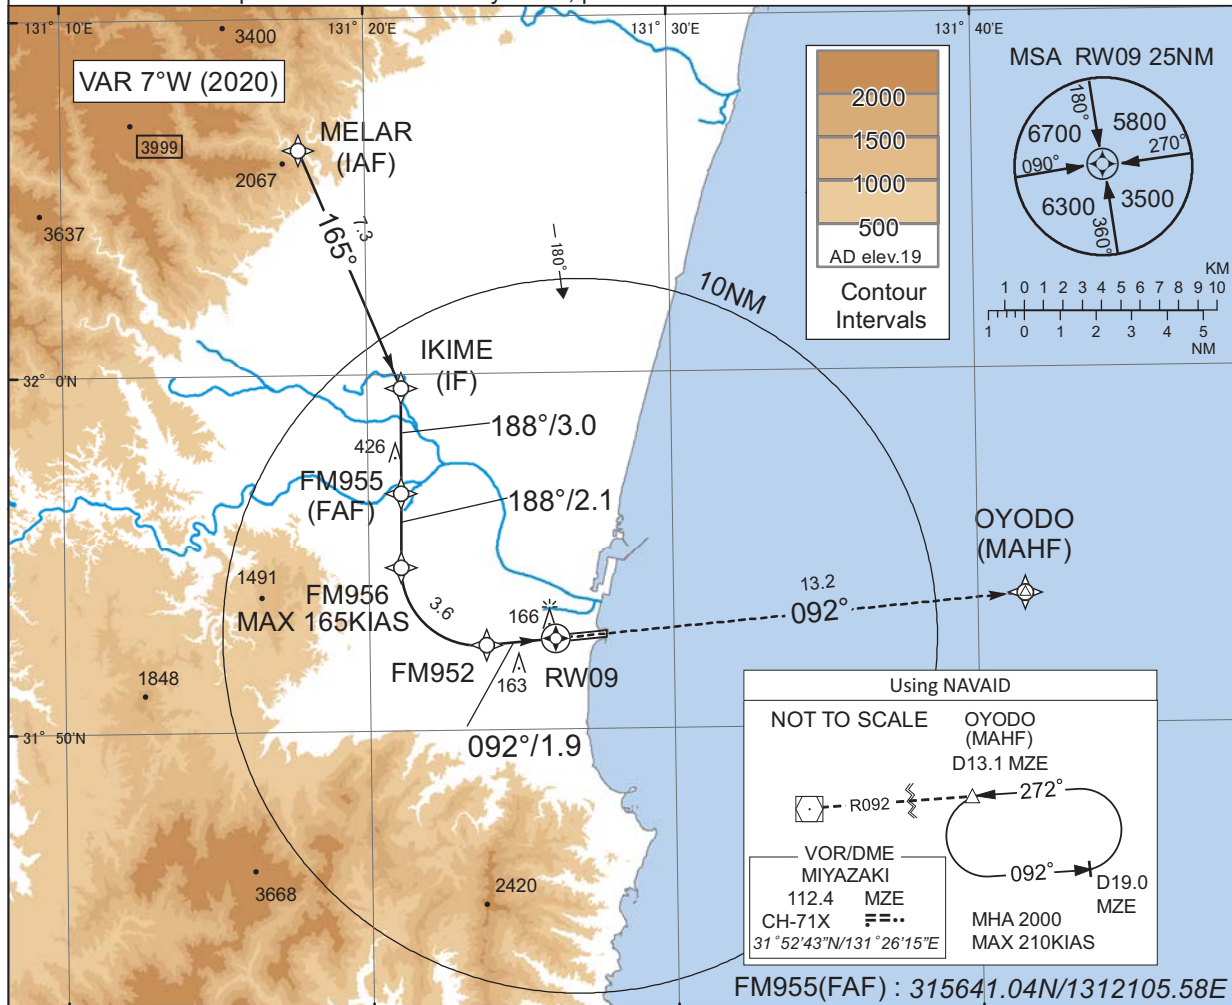 131° 10'E
131° 20'E
131° 30'E
131° 40'E
3400
VAR 7°W (2020)
3999
2067
3637
MELAR
(IAF)
7.3
165°
180°
10NM
2000
1500
1000
500
AD elev.19
Contour
Intervals
MSA RW09 25NM
180°
6700
5800
090°
270°
6300
3500
360°
KM
1 0 1 2 3 4 5 6 7 8 9 10
1 0 1 2 3 4 5
NM
32° 0'N
IKIME
(IF)
188°/3.0
426
FM955
(FAF)
188°/2.1
OYODO
(MAHF)
13.2
092°
1491
FM956
MAX 165KIAS
3.6
166
FM952
163
RW09
1848
31° 50'N
092°/1.9
3668
2420
Using NAVAID
NOT TO SCALE
OYODO
(MAHF)
D13.1 MZE
R092
272°
092°
D19.0
MZE
VOR/DME
MIYAZAKI
112.4 MZE
CH-71X
31°52'43"N/131°26'15"E
MHA 2000
MAX 210KIAS
FM955(FAF) : 315641.04N/1312105.58E